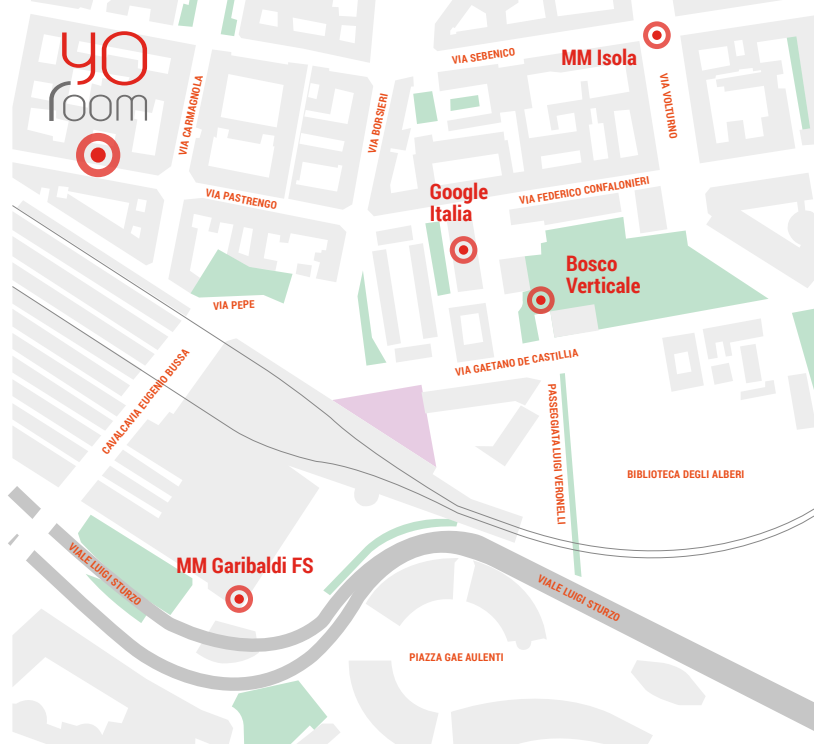 yo
room
VIA SEBENICO
MM Isola
VIA CARMAGNOLA
VIA BORSIERI
VIA VOLTURNO
VIA PASTRENGO
Google
Italia
VIA FEDERICO CONFALONIERI
Bosco
Verticale
VIA PEPE
VIA GAETANO DE CASTILLIA
CAVALCAVIA EUGENIO BUSSA
PASSEGGIATA LUIGI VERONELLI
BIBLIOTECA DEGLI ALBERI
MM Garibaldi FS
VIALE LUIGI STURZO
VIALE LUIGI STURZO
PIAZZA GAE AULENTI